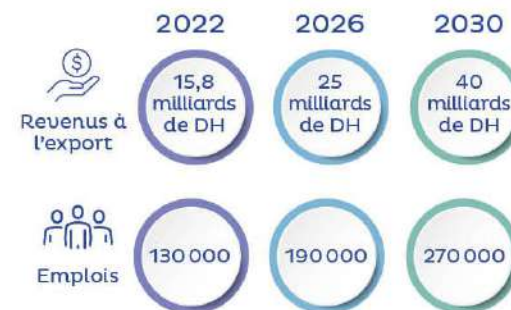 2022 2026 2030
$
Revenus à
l'export
15,8
milliards
de DH
25
milliards
de DH
40
milliards
de DH
Emplois
130 000
190 000
270 000